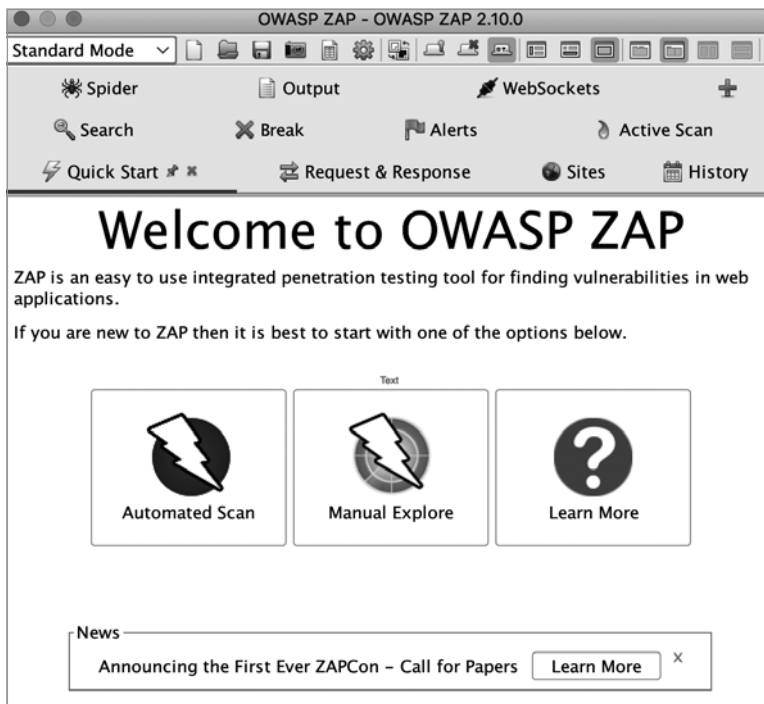 OWASP ZAP - OWASP ZAP 2.10.0
Standard Mode
Spider Output WebSockets
Search Break Alerts Active Scan
Quick Start Request & Response Sites History
Welcome to OWASP ZAP
ZAP is an easy to use integrated penetration testing tool for finding vulnerabilities in web
applications.
If you are new to ZAP then it is best to start with one of the options below.
Text
Automated Scan Manual Explore Learn More
News
Announcing the First Ever ZAPCon – Call for Papers Learn More X